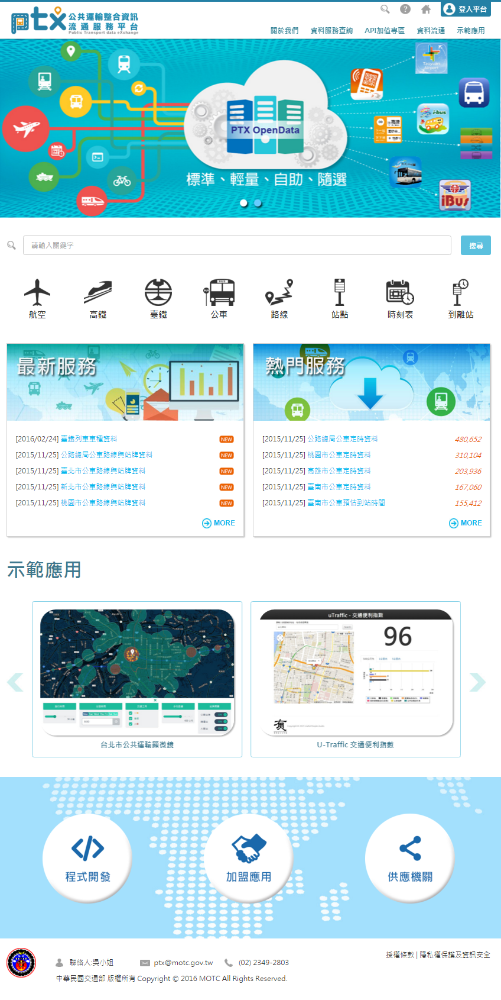 ptx 公共運輸整合資訊
流通服務平台
Public Transport data eXchange
登入平台
關於我們 資料服務查詢 API加值專區 資料流通 示範應用
Taoyuan
Airport
i-bus
PTX OpenData
標準、輕量、自助、隨選
iBus
請輸入關鍵字
搜尋
BUS
航空 高鐵 臺鐵 公車 路線 站點 時刻表 到離站
最新服務
[2016/02/24] 臺鐵列車車種資料 NEW
[2015/11/25] 公路總局公車路線與站牌資料 NEW
[2015/11/25] 臺北市公車路線與站牌資料 NEW
[2015/11/25] 新北市公車路線與站牌資料 NEW
[2015/11/25] 桃園市公車路線與站牌資料 NEW
MORE
熱門服務
[2015/11/25] 公路總局公車定時資料 480,652
[2015/11/25] 桃園市公車定時資料 310,104
[2015/11/25] 高雄市公車定時資料 203,936
[2015/11/25] 臺南市公車定時資料 167,060
[2015/11/25] 臺南市公車預估到站時間 155,412
MORE
示範應用
台北市公共運輸顯微鏡
uTraffic - 交通便利指數
96
U-Traffic 交通便利指數
程式開發
加盟應用
供應機關
聯絡人:吳小姐 ptx@motc.gov.tw (02) 2349-2803
授權條款 | 隱私權保護及資訊安全
中華民國交通部 版權所有 Copyright © 2016 MOTC All Rights Reserved.